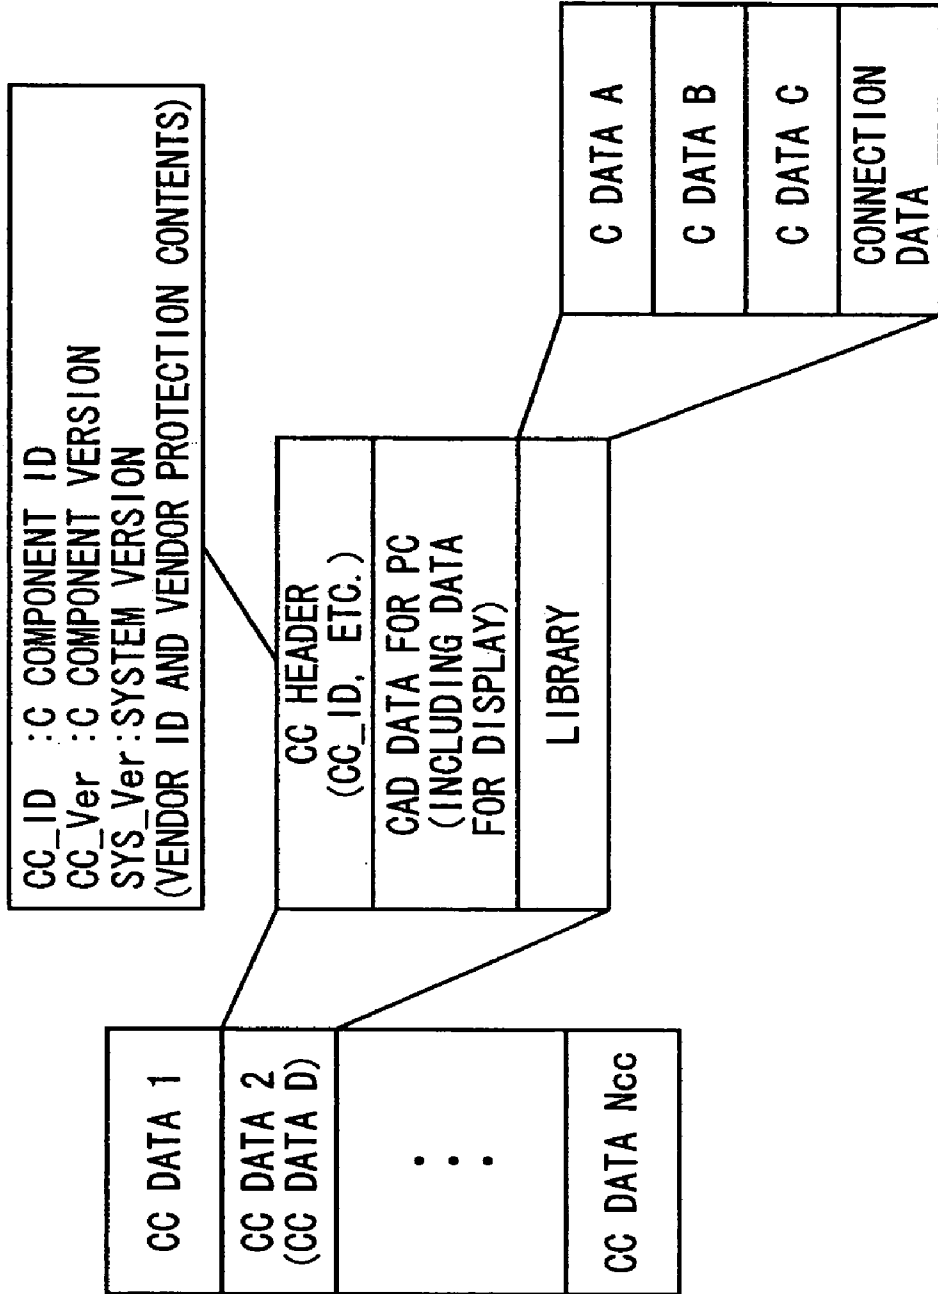 CC_ID :C COMPONENT ID
CC_Ver :C COMPONENT VERSION
SYS_Ver:SYSTEM VERSION
(VENDOR ID AND VENDOR PROTECTION CONTENTS)
CC DATA 1
CC DATA 2
(CC DATA D)
...
CC DATA Ncc
CC HEADER
(CC_ID, ETC.)
CAD DATA FOR PC
(INCLUDING DATA
FOR DISPLAY)
LIBRARY
C DATA A
C DATA B
C DATA C
CONNECTION
DATA